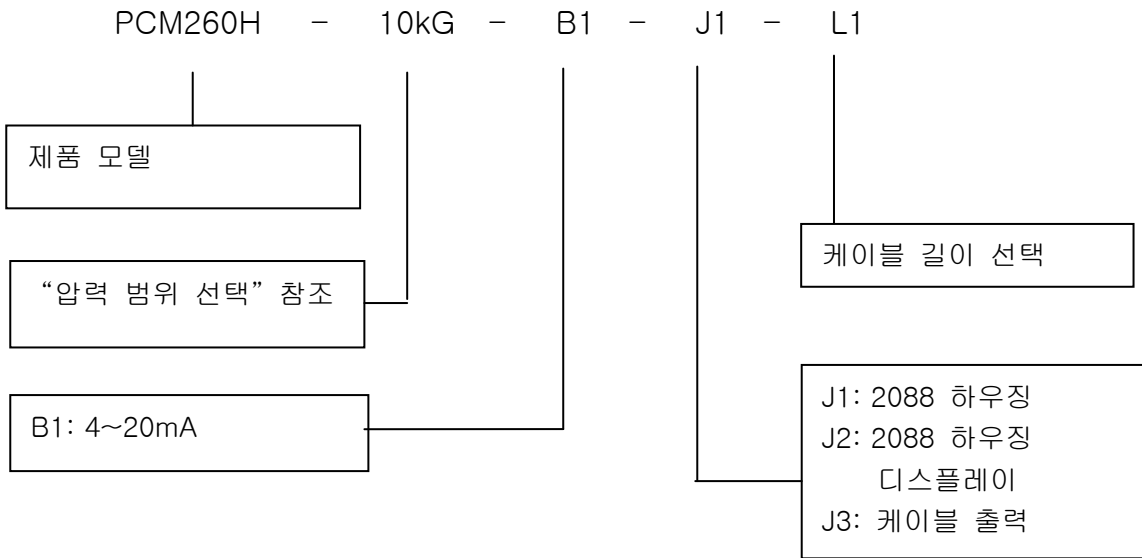 PCM260H - 10kG - B1 - J1 - L1
제품 모델
“압력 범위 선택” 참조
B1: 4~20mA
케이블 길이 선택
J1: 2088 하우징
J2: 2088 하우징
디스플레이
J3: 케이블 출력